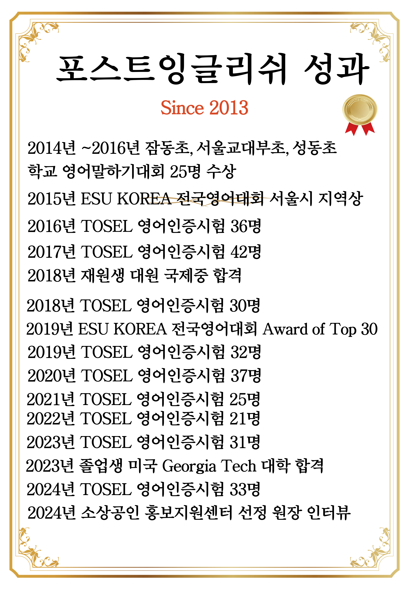 포스트잉글리쉬 성과
Since 2013
2014년 ~2016년 잠동초, 서울교대부초, 성동초
학교 영어말하기대회 25명 수상
2015년 ESU KOREA 전국영어대회 서울시 지역상
2016년 TOSEL 영어인증시험 36명
2017년 TOSEL 영어인증시험 42명
2018년 재원생 대원 국제중 합격
2018년 TOSEL 영어인증시험 30명
2019년 ESU KOREA 전국영어대회 Award of Top 30
2019년 TOSEL 영어인증시험 32명
2020년 TOSEL 영어인증시험 37명
2021년 TOSEL 영어인증시험 25명
2022년 TOSEL 영어인증시험 21명
2023년 TOSEL 영어인증시험 31명
2023년 졸업생 미국 Georgia Tech 대학 합격
2024년 TOSEL 영어인증시험 33명
2024년 소상공인 홍보지원센터 선정 원장 인터뷰